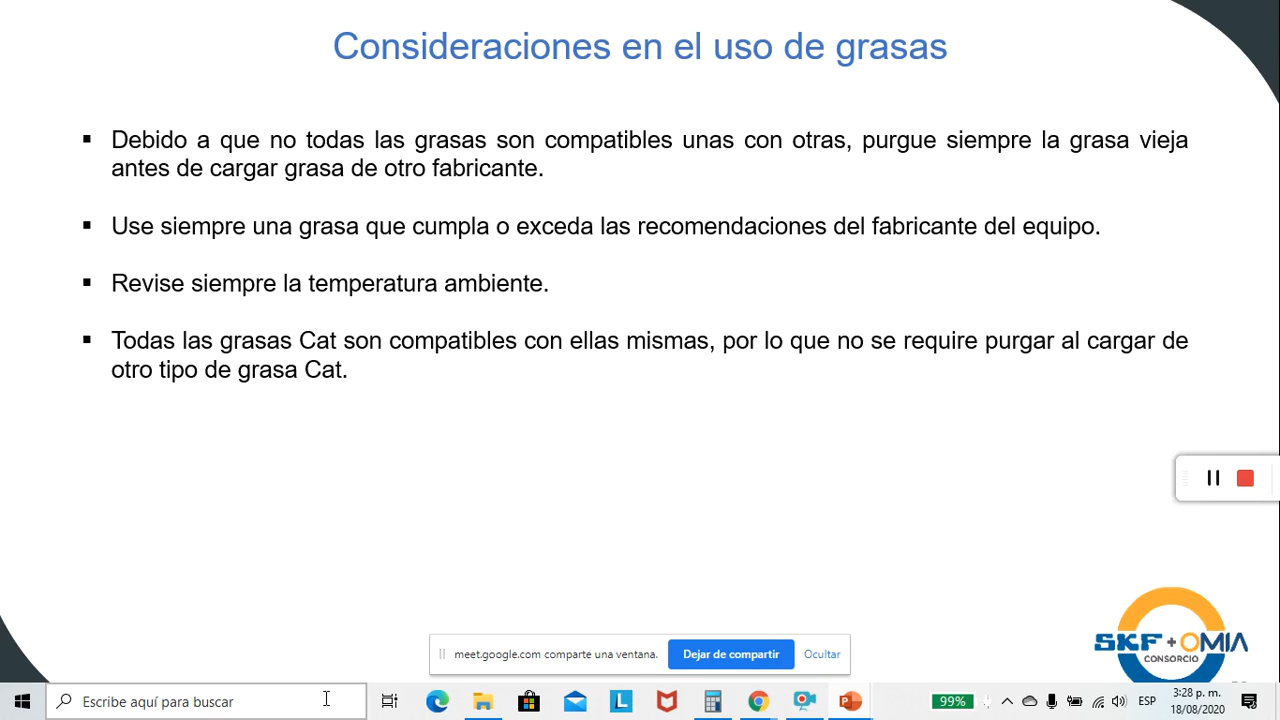 Consideraciones en el uso de grasas
▪ Debido a que no todas las grasas son compatibles unas con otras, purgue siempre la grasa vieja
antes de cargar grasa de otro fabricante.
▪ Use siempre una grasa que cumpla o exceda las recomendaciones del fabricante del equipo.
▪ Revise siempre la temperatura ambiente.
▪ Todas las grasas Cat son compatibles con ellas mismas, por lo que no se require purgar al cargar de
otro tipo de grasa Cat.
SKF + OMIA
CONSORCIO
meet.google.com comparte una ventana. Dejar de compartir Ocultar
Escribe aquí para buscar
99%
ESP
3:28 p. m.
18/08/2020